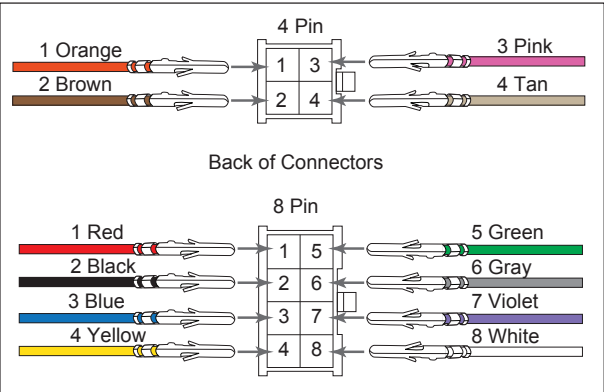 4 Pin
1 Orange
3 Pink
1 3
2 Brown
4 Tan
2 4
Back of Connectors
8 Pin
1 Red
5 Green
1 5
2 Black
6 Gray
2 6
3 Blue
7 Violet
3 7
4 Yellow
8 White
4 8